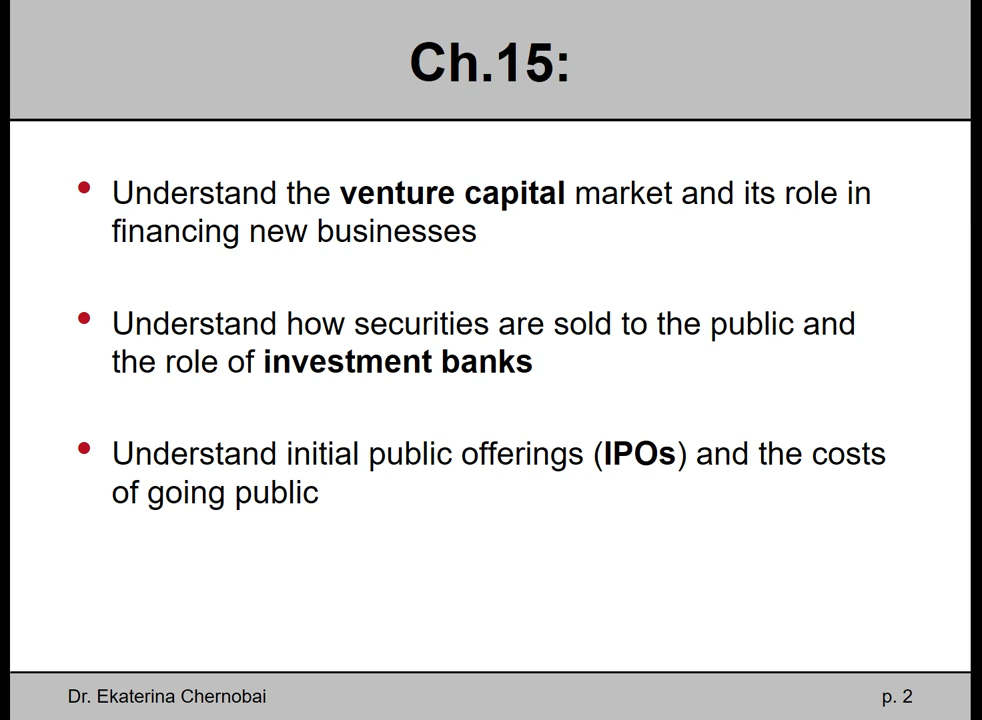 Ch.15:
• Understand the venture capital market and its role in
financing new businesses
• Understand how securities are sold to the public and
the role of investment banks
• Understand initial public offerings (IPOs) and the costs
of going public
Dr. Ekaterina Chernobai
p. 2